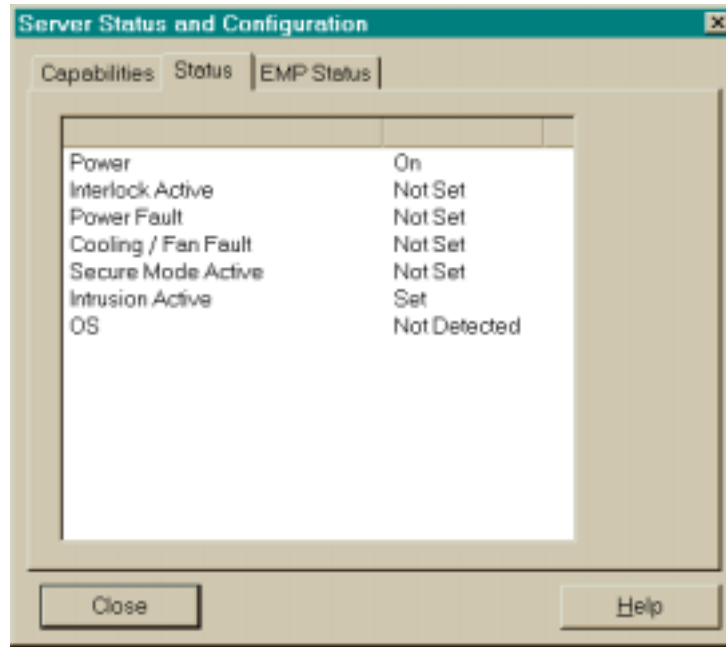 Server Status and Configuration
Capabilities Status EMP Status
Power On
Interlock Active Not Set
Power Fault Not Set
Cooling / Fan Fault Not Set
Secure Mode Active Not Set
Intrusion Active Set
OS Not Detected
Close Help